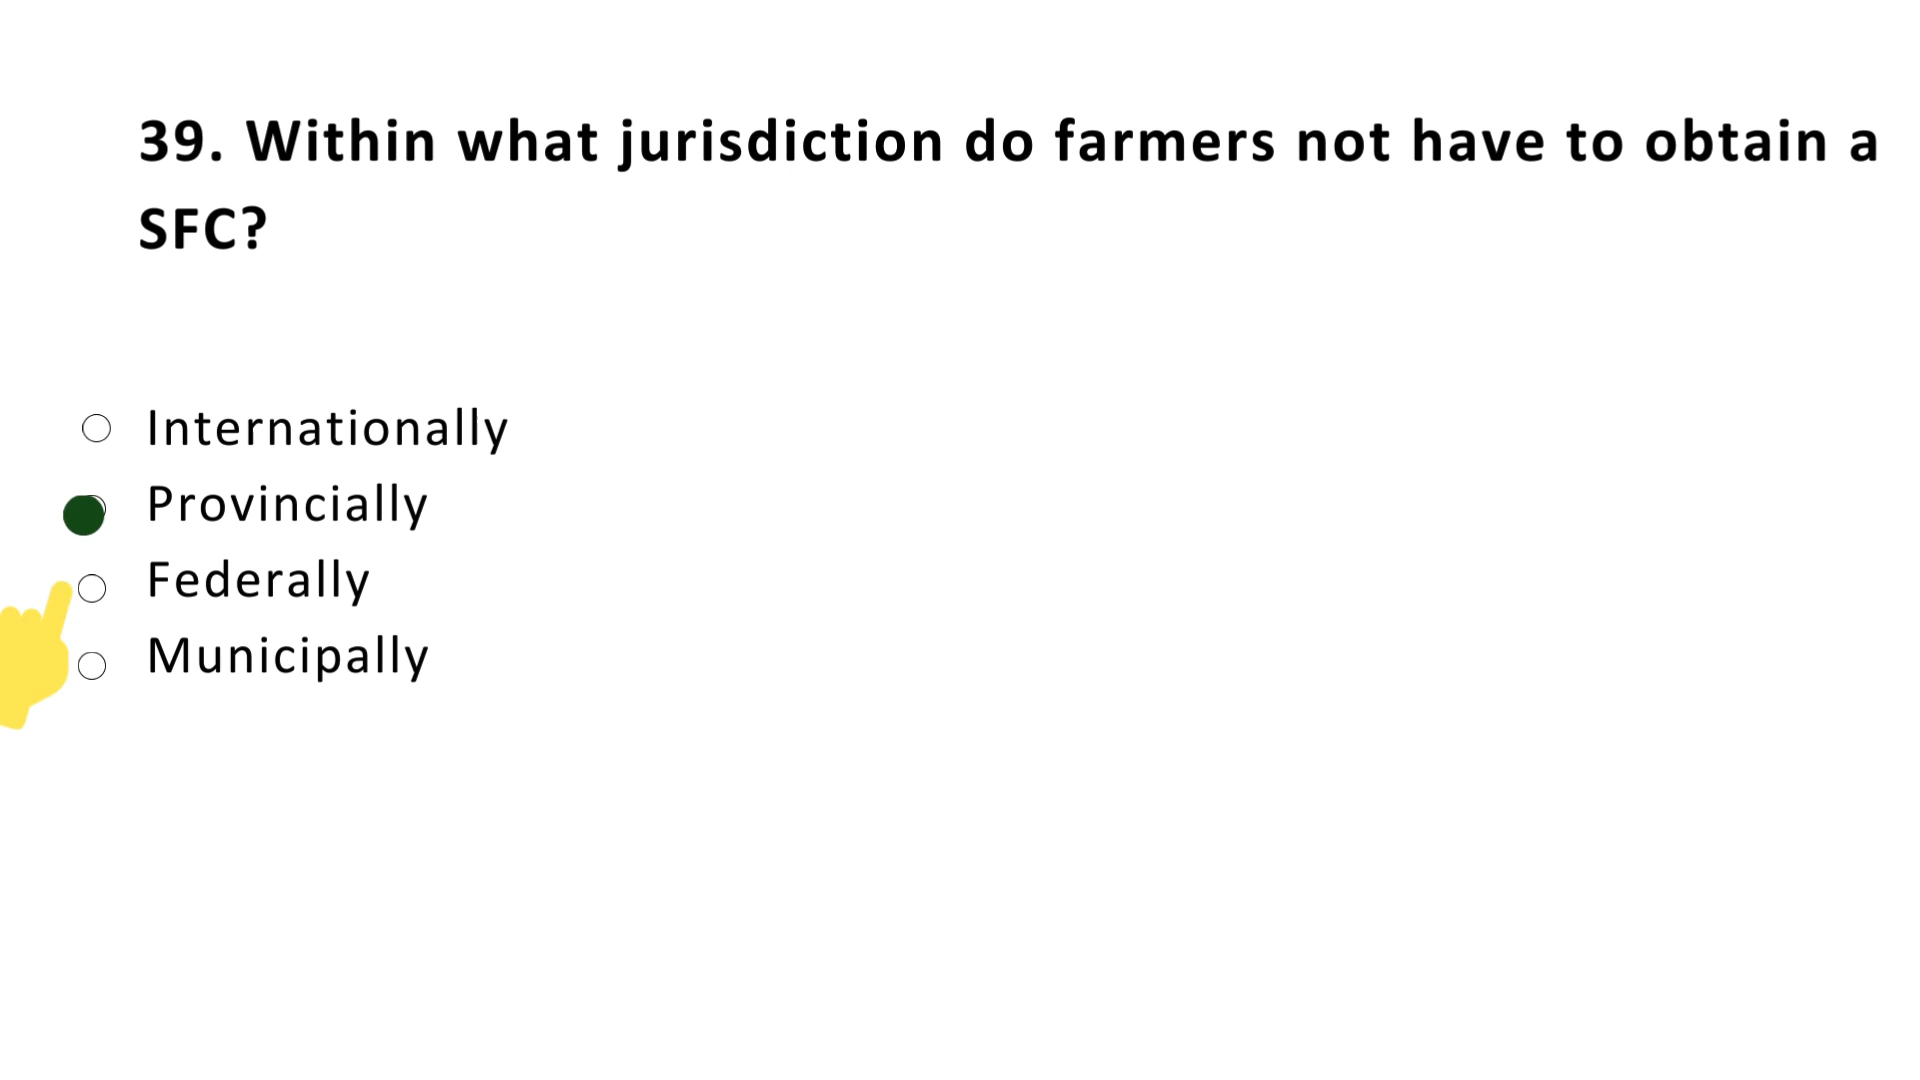 39. Within what jurisdiction do farmers not have to obtain a
SFC?
Internationally
Provincially
Federally
Municipally